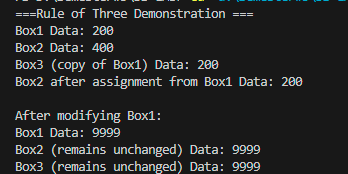 ===Rule of Three Demonstration ===
Box1 Data: 200
Box2 Data: 400
Box3 (copy of Box1) Data: 200
Box2 after assignment from Box1 Data: 200
After modifying Box1:
Box1 Data: 9999
Box2 (remains unchanged) Data: 9999
Box3 (remains unchanged) Data: 9999